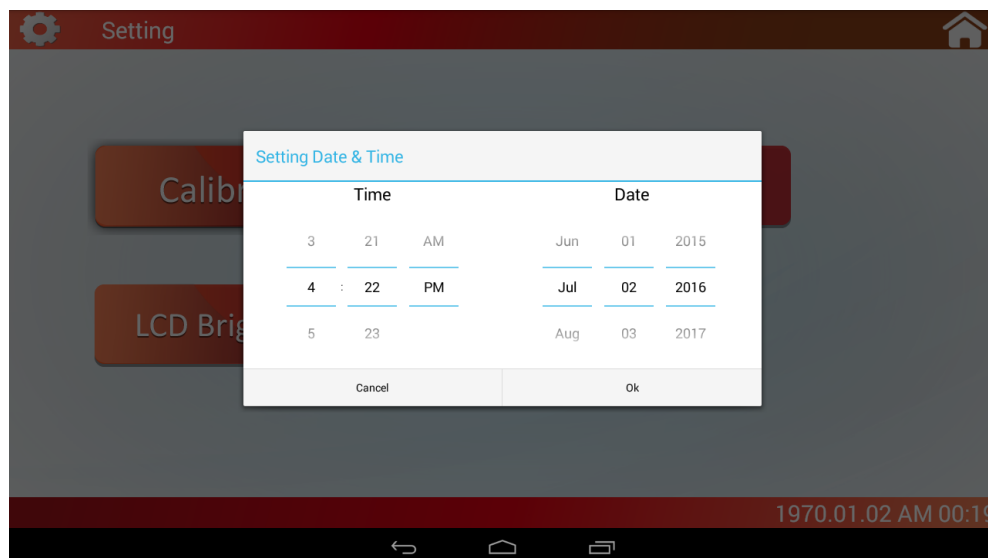 Setting
Setting Date & Time
Calibr
Time Date
3 21 AM Jun 01 2015
4 : 22 PM Jul 02 2016
LCD Brig
5 23 Aug 03 2017
Cancel Ok
1970.01.02 AM 00:19